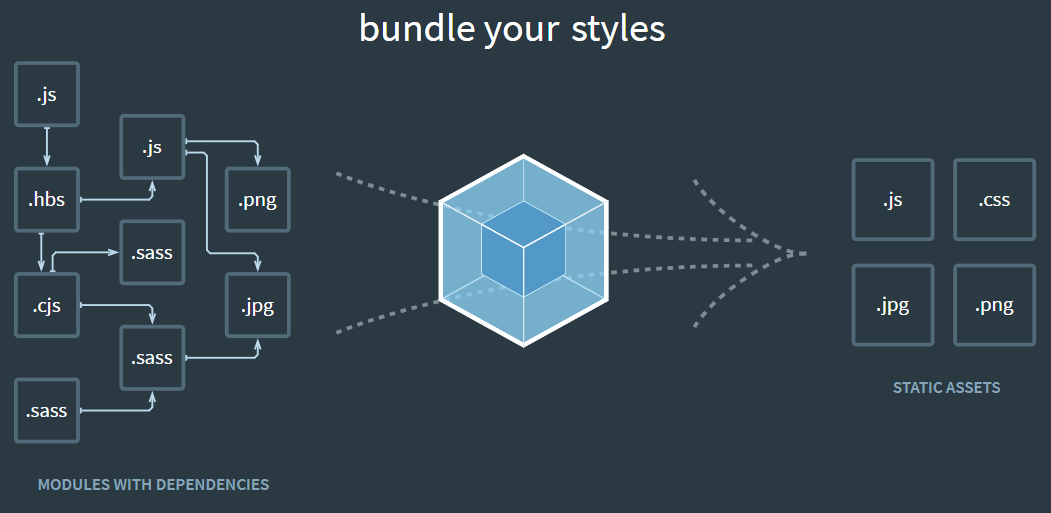 bundle your styles
.js
.js
.hbs
.png
.sass
.cjs
.jpg
.sass
.sass
MODULES WITH DEPENDENCIES
.js
.css
.jpg
.png
STATIC ASSETS